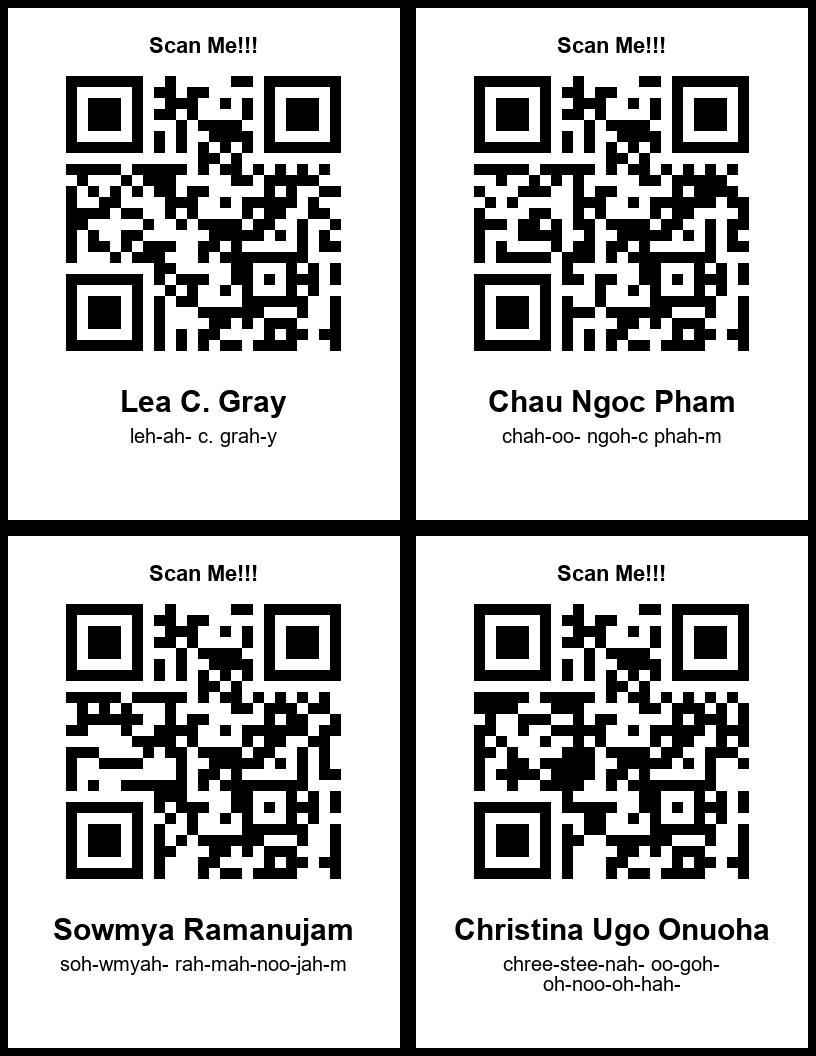 Scan Me!!!
Lea C. Gray
leh-ah- c. grah-y
Scan Me!!!
Chau Ngoc Pham
chah-oo- ngoh-c phah-m
Scan Me!!!
Sowmya Ramanujam
soh-wmyah- rah-mah-noo-jah-m
Scan Me!!!
Christina Ugo Onuoha
chree-stee-nah- oo-goh-
oh-noo-oh-hah-